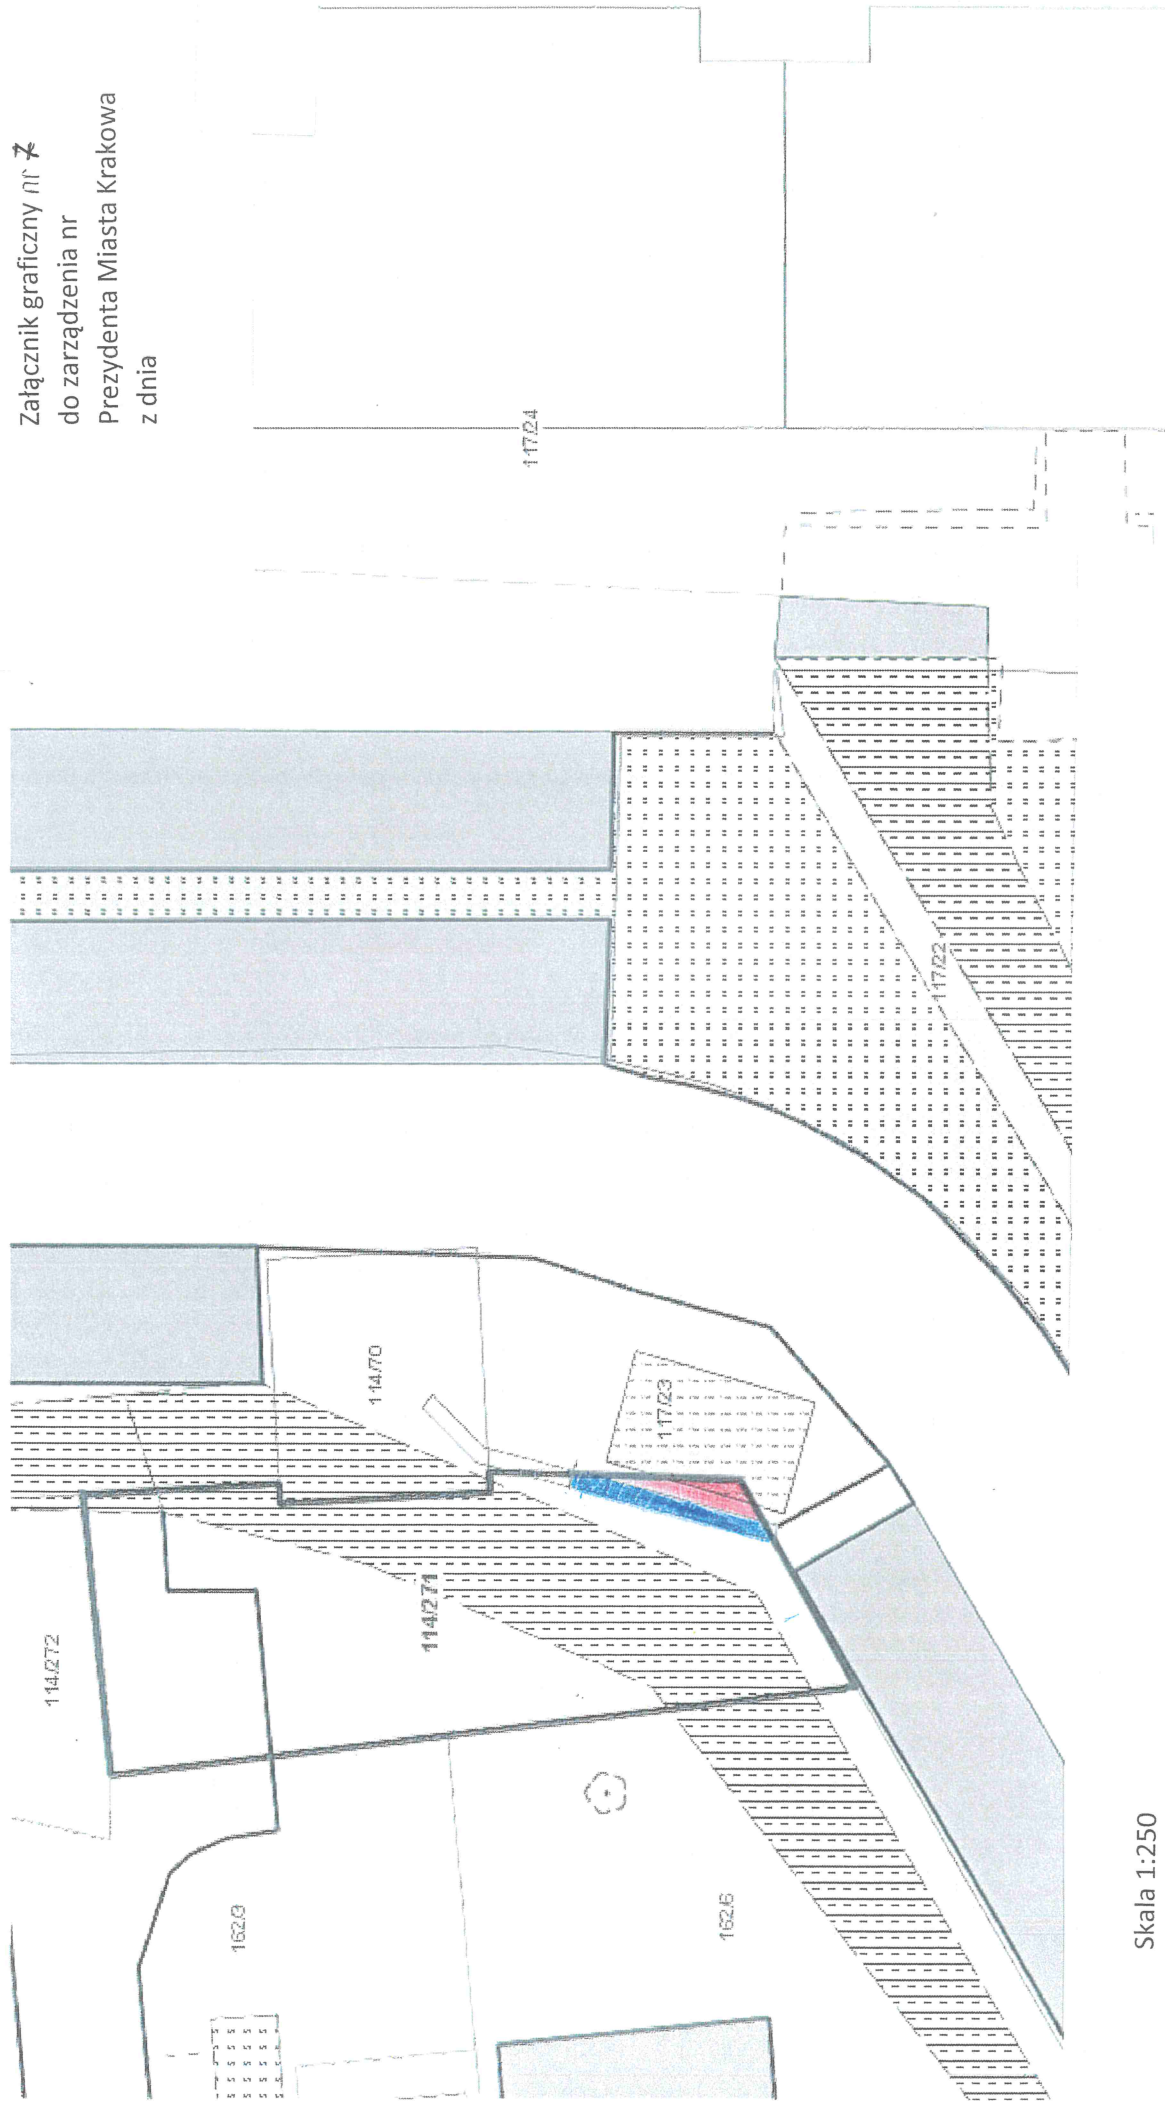 Załącznik graficzny nr 7
do zarządzenia nr
Prezydenta Miasta Krakowa
z dnia
117/24
117/22
114/70
117/23
114/272
114/271
162/9
162/6
Skala 1:250